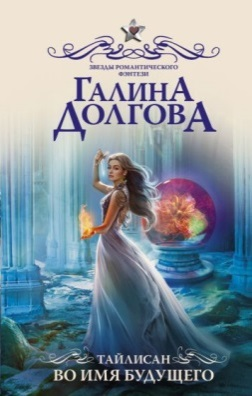 ЗВЕЗДЫ РОМАНТИЧЕСКОГО
ФЭНТЕЗИ
ГАЛИНА
ДОЛГОВА
ТАЙЛИСАН
ВО ИМЯ БУДУЩЕГО